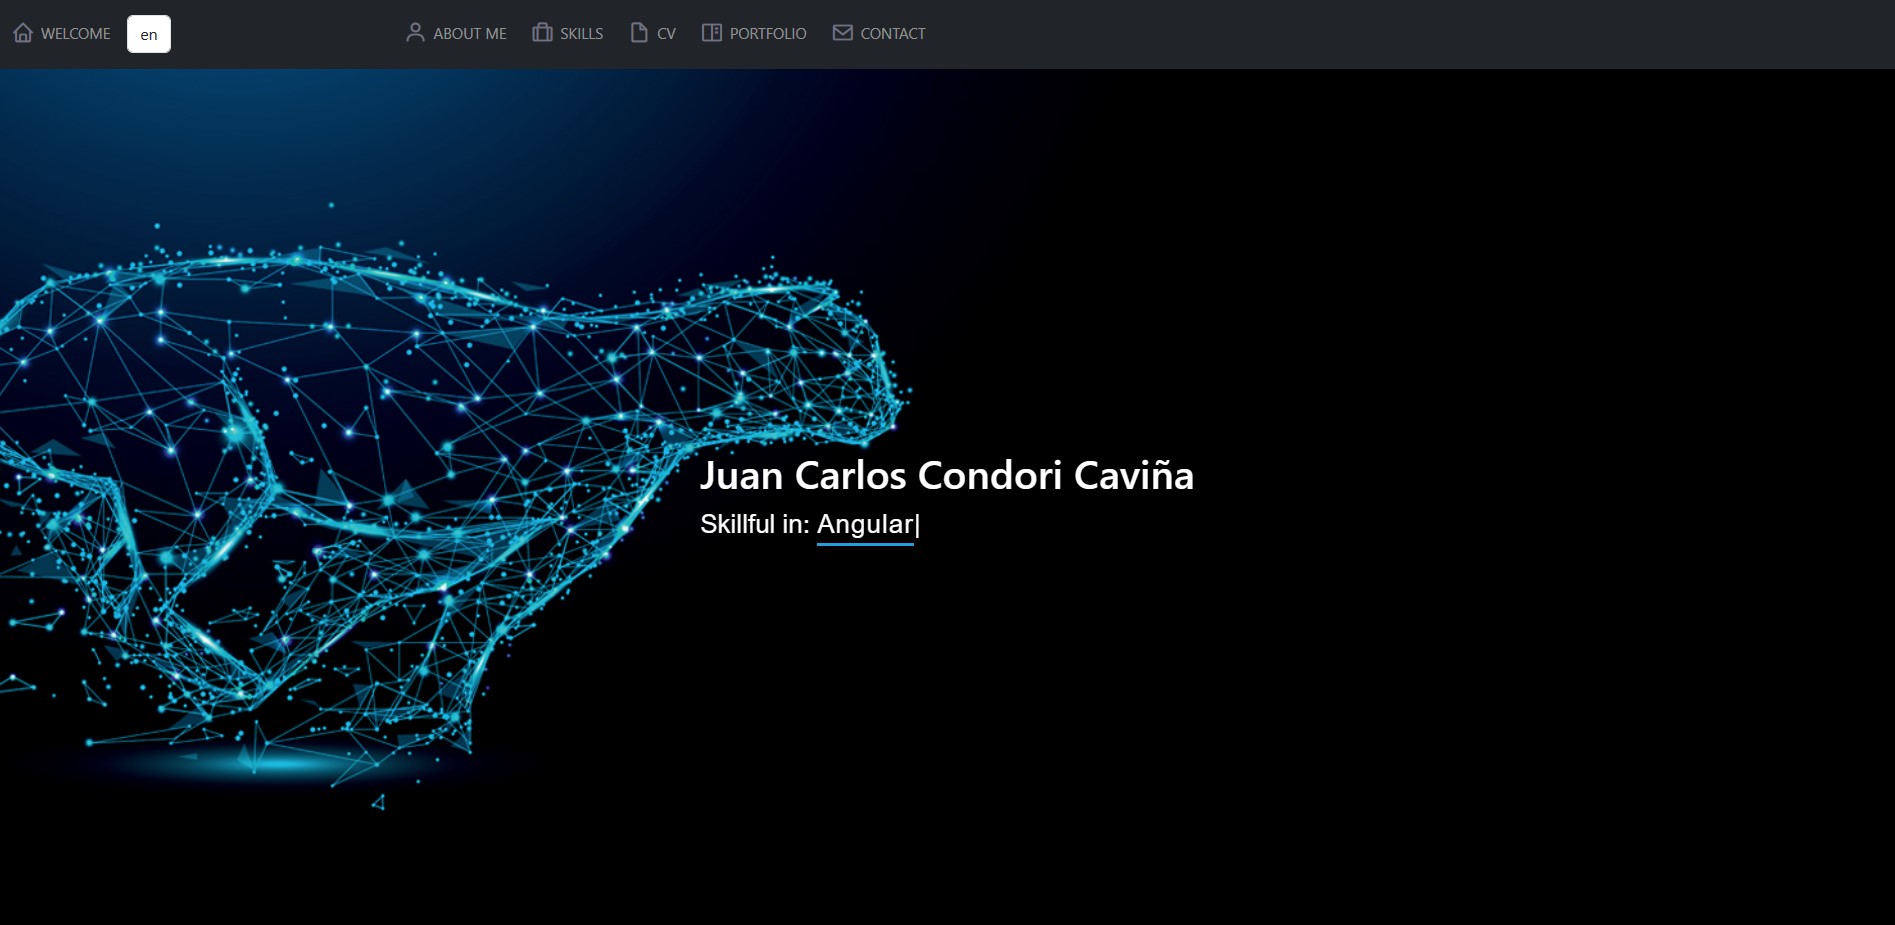 WELCOME en ABOUT ME SKILLS CV PORTFOLIO CONTACT
Juan Carlos Condori Caviña
Skillful in: Angular|